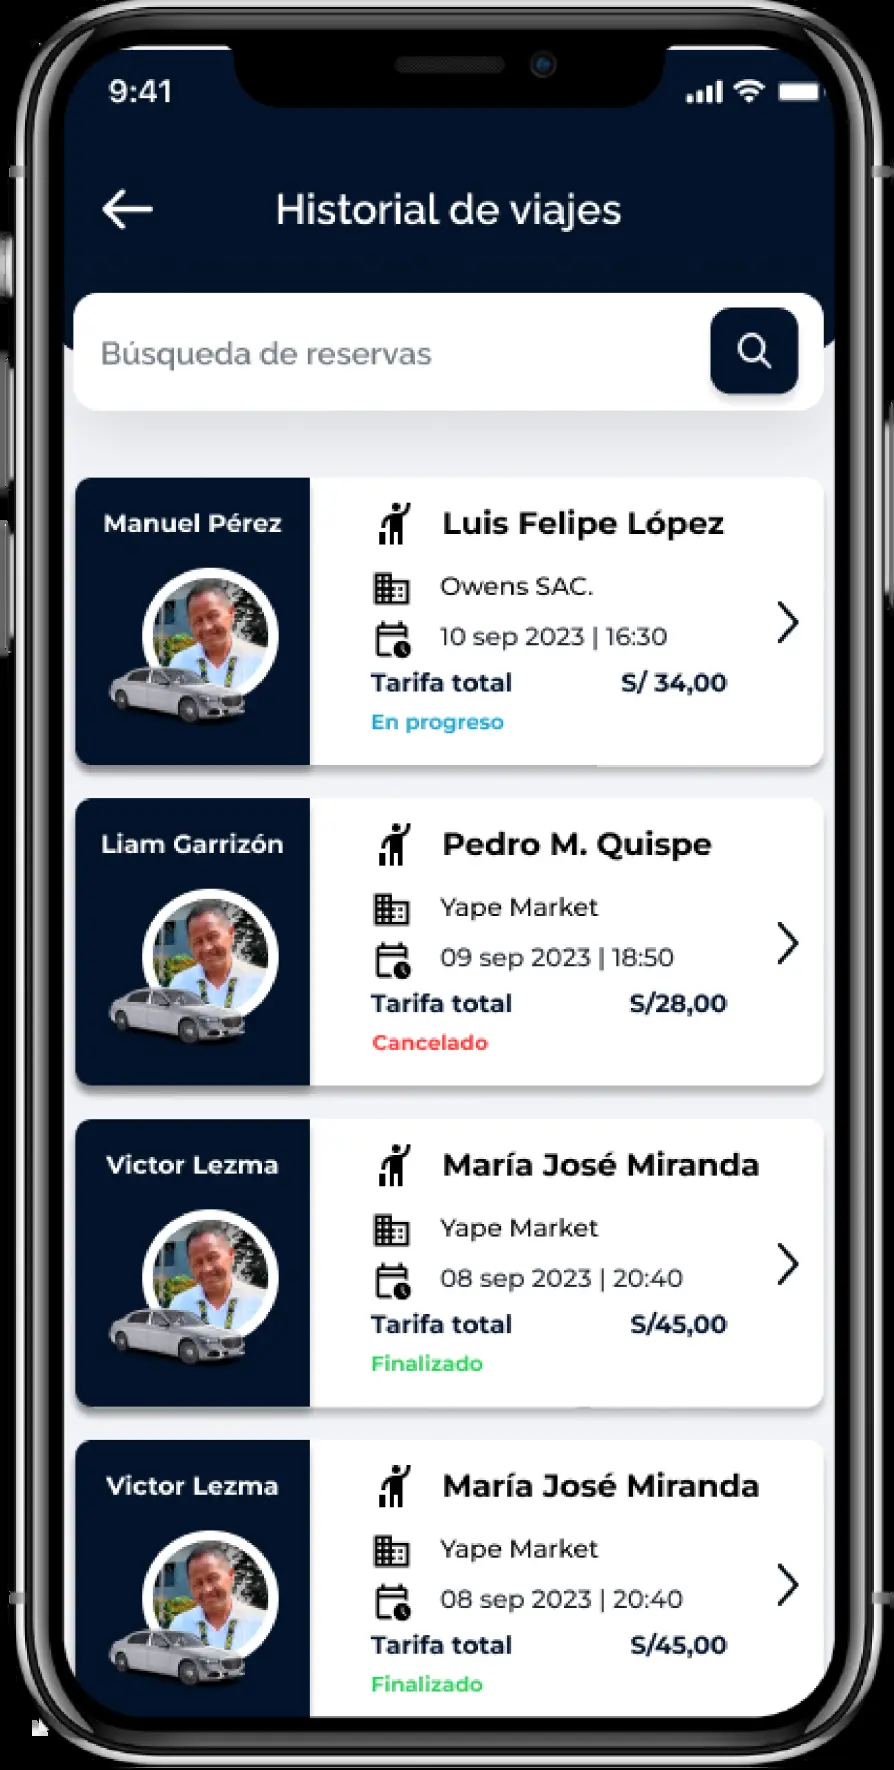 9:41
Historial de viajes
Búsqueda de reservas
Manuel Pérez
Luis Felipe López
Owens SAC.
10 sep 2023 | 16:30
Tarifa total S/ 34,00
En progreso
Liam Garrizón
Pedro M. Quispe
Yape Market
09 sep 2023 | 18:50
Tarifa total S/28,00
Cancelado
Victor Lezma
María José Miranda
Yape Market
08 sep 2023 | 20:40
Tarifa total S/45,00
Finalizado
Victor Lezma
María José Miranda
Yape Market
08 sep 2023 | 20:40
Tarifa total S/45,00
Finalizado